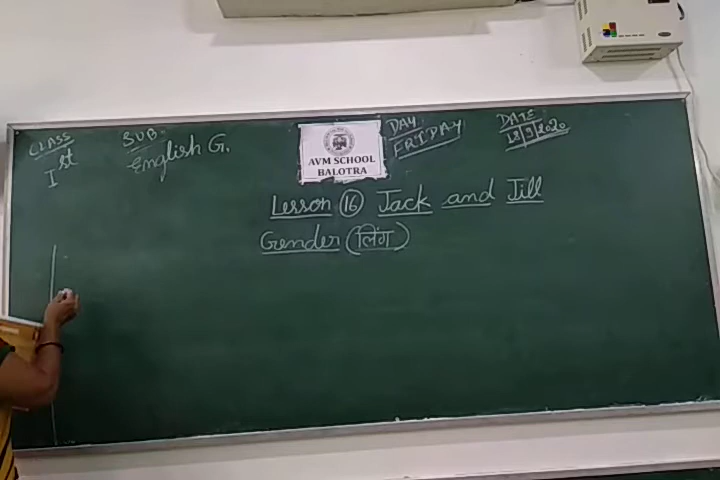 CLASS
Ist
SUB.
English G.
AVM SCHOOL
BALOTRA
DAY
FRIDAY
DATE
18/9/2020
Lesson 16 Jack and Jill
Gender (लिंग)